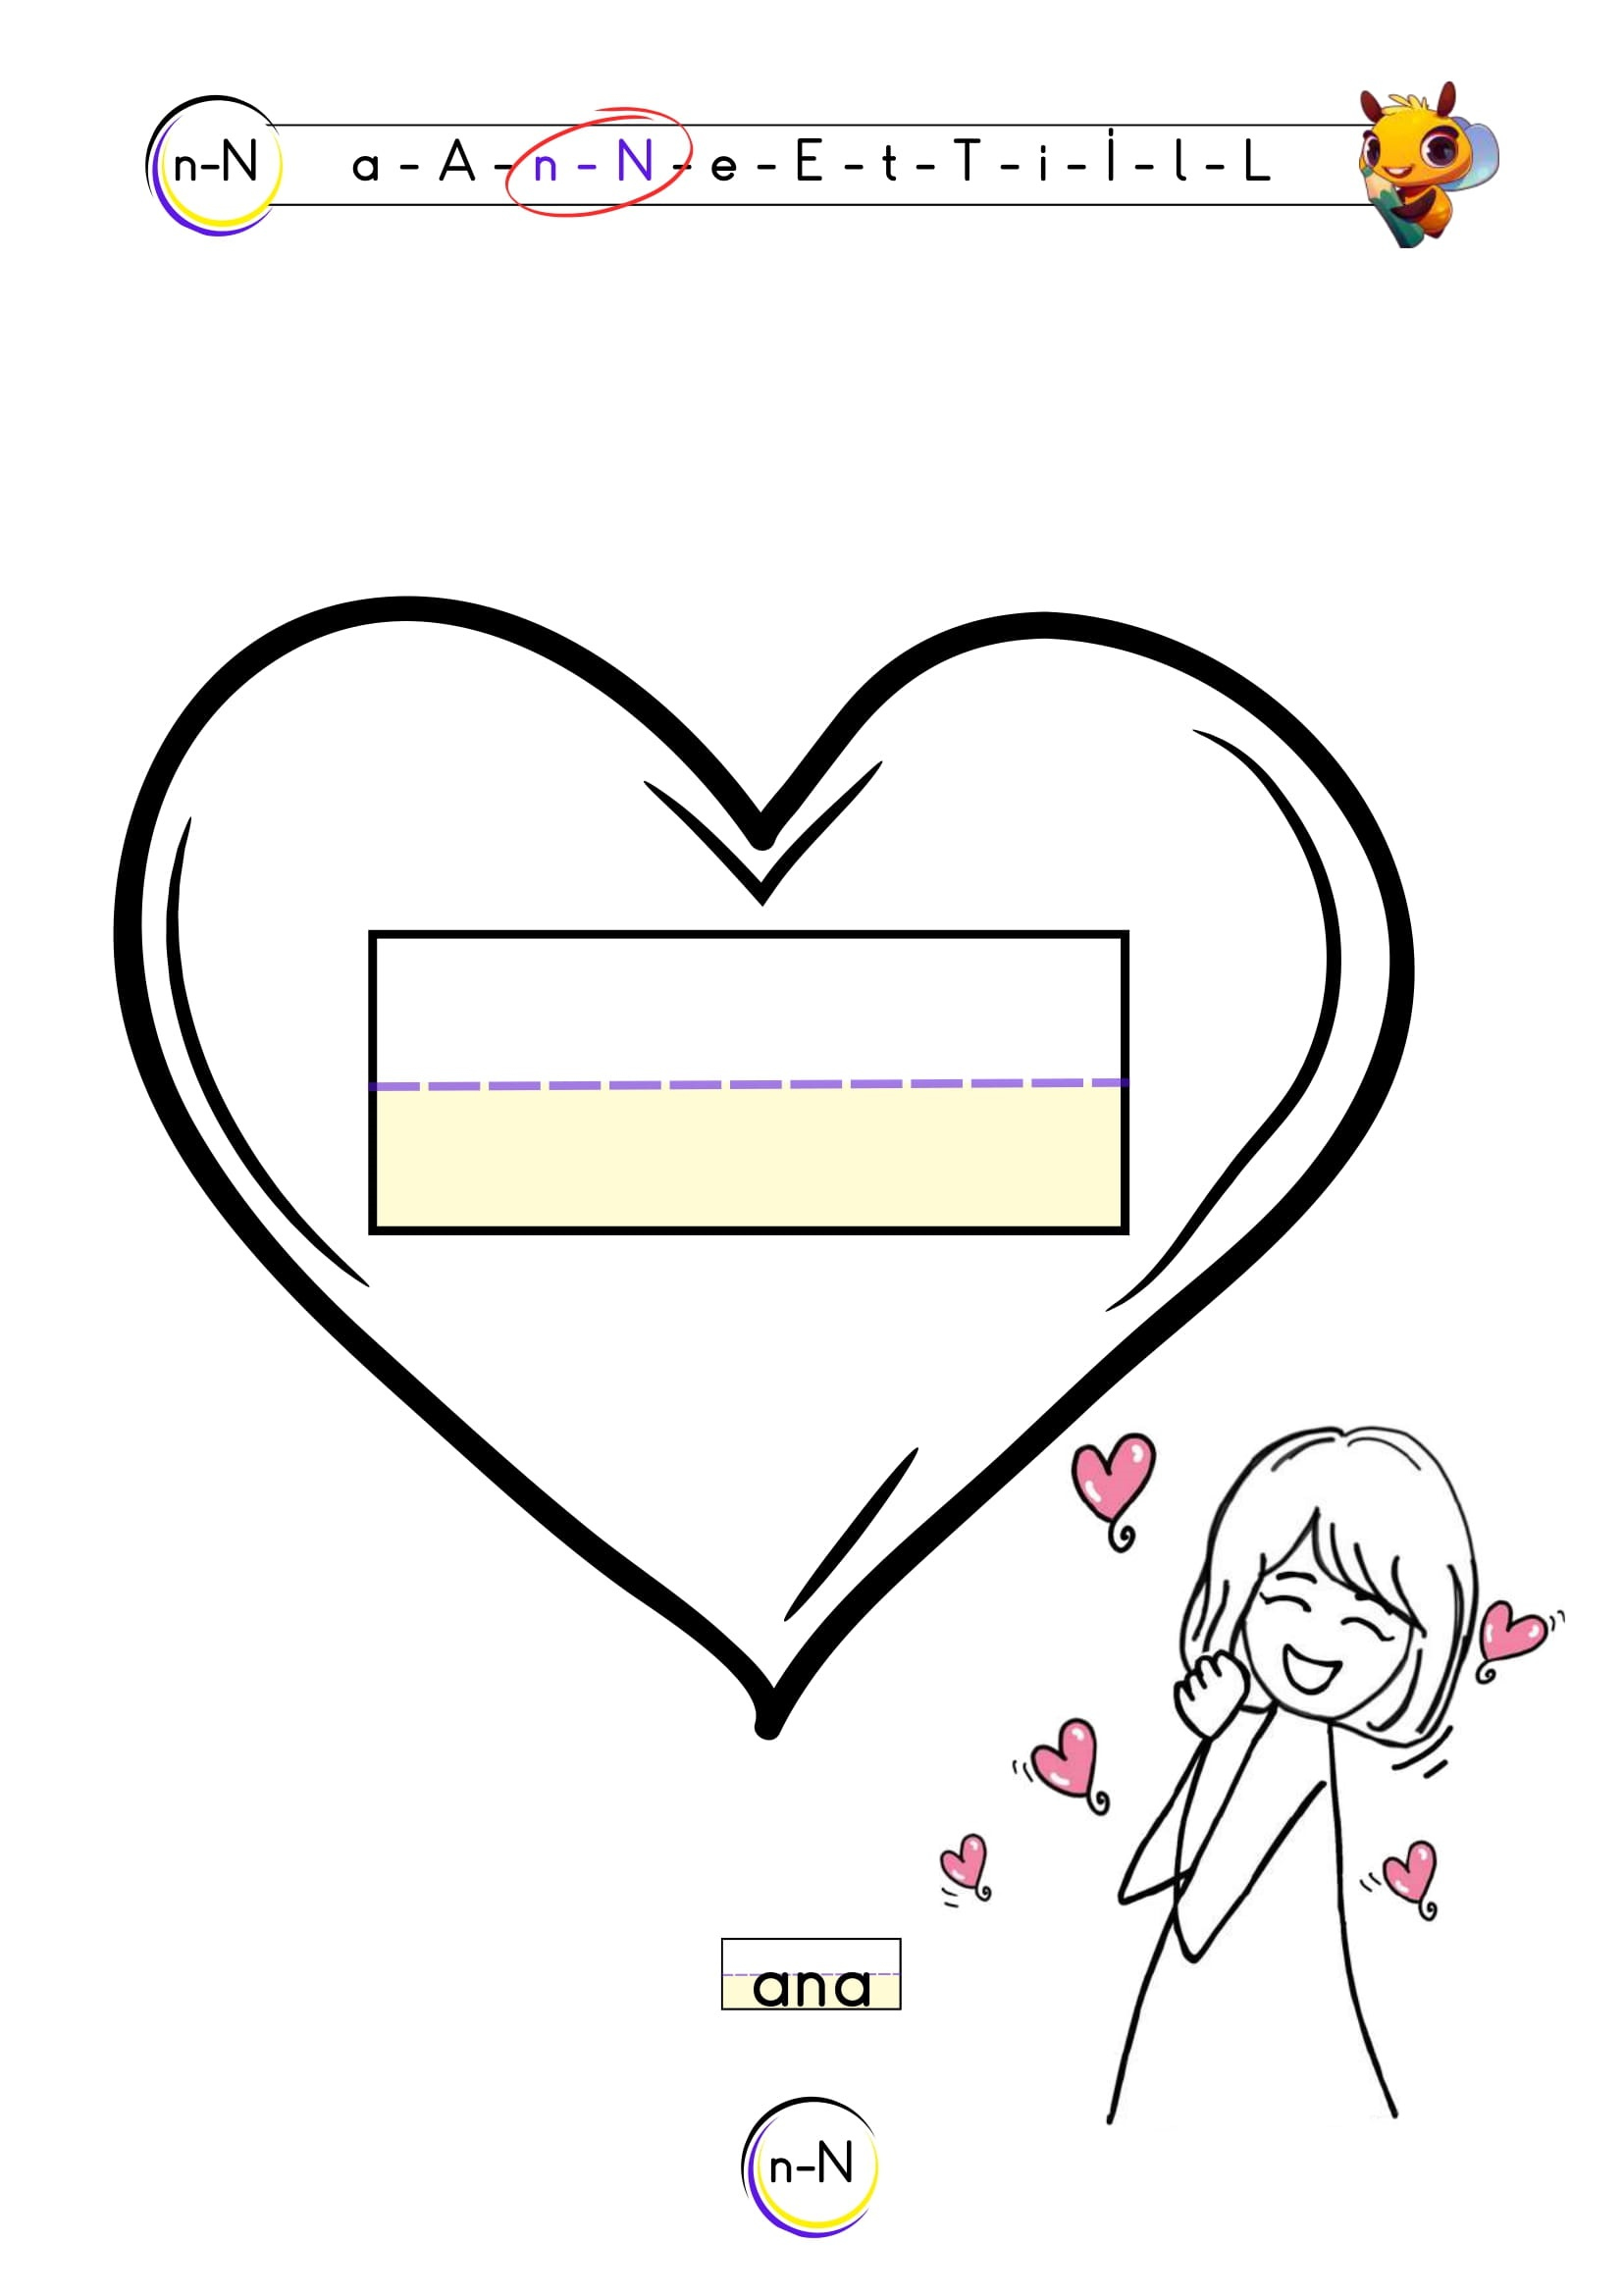 n-N a - A - n - N - e - E - t - T - i - İ - l - L
ana
n-N